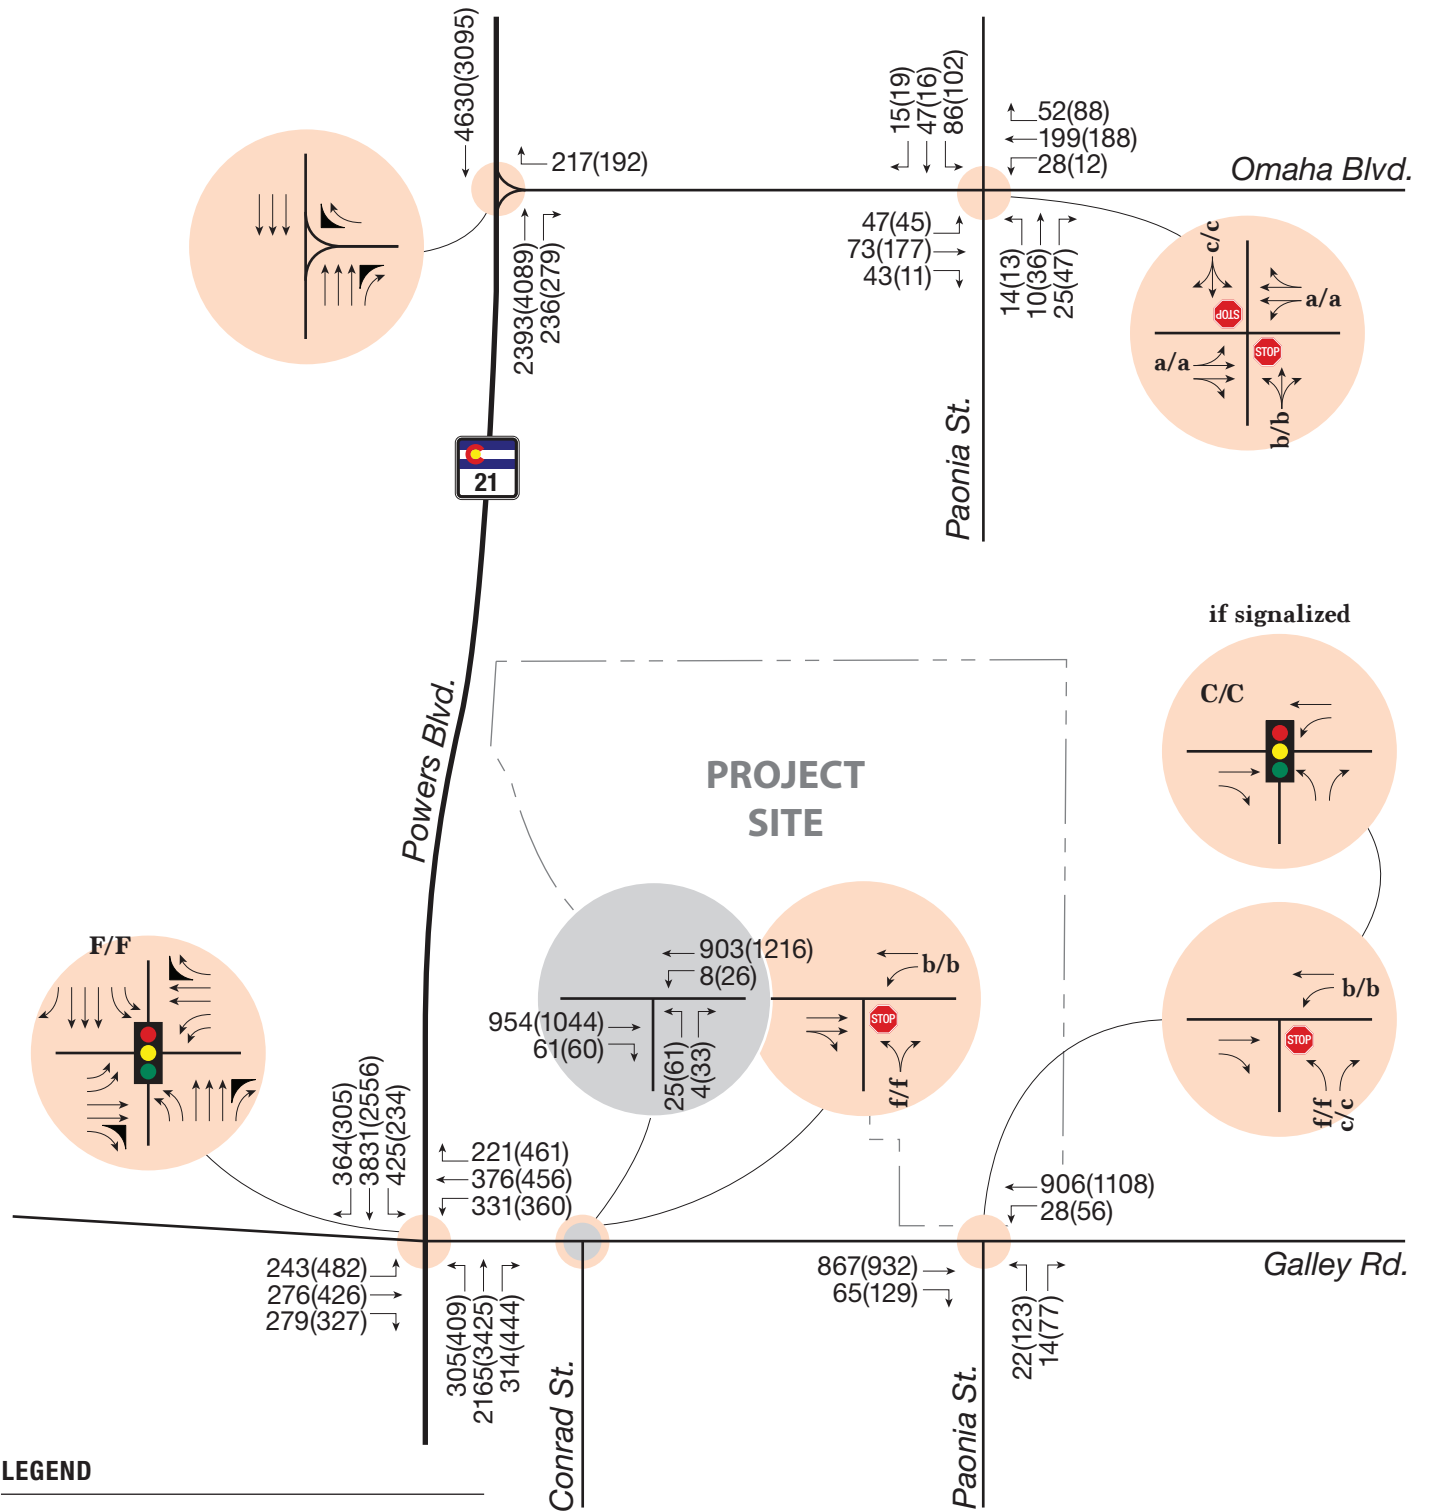 4630(3095)
217(192)
2393(4089)
236(279)
15(19)
47(16)
86(102)
52(88)
199(188)
28(12)
Omaha Blvd.
47(45)
73(177)
43(11)
14(13)
10(36)
25(47)
c/c
a/a
STOP
STOP
a/a
b/b
21
Paonia St.
if signalized
C/C
Powers Blvd.
PROJECT
SITE
903(1216)
8(26)
954(1044)
61(60)
25(61)
4(33)
b/b
STOP
f/f
b/b
STOP
f/f
c/c
F/F
364(305)
3831(2556)
425(234)
221(461)
376(456)
331(360)
906(1108)
28(56)
Galley Rd.
243(482)
276(426)
279(327)
305(409)
2165(3425)
314(444)
867(932)
65(129)
22(123)
14(77)
Conrad St.
Paonia St.
LEGEND